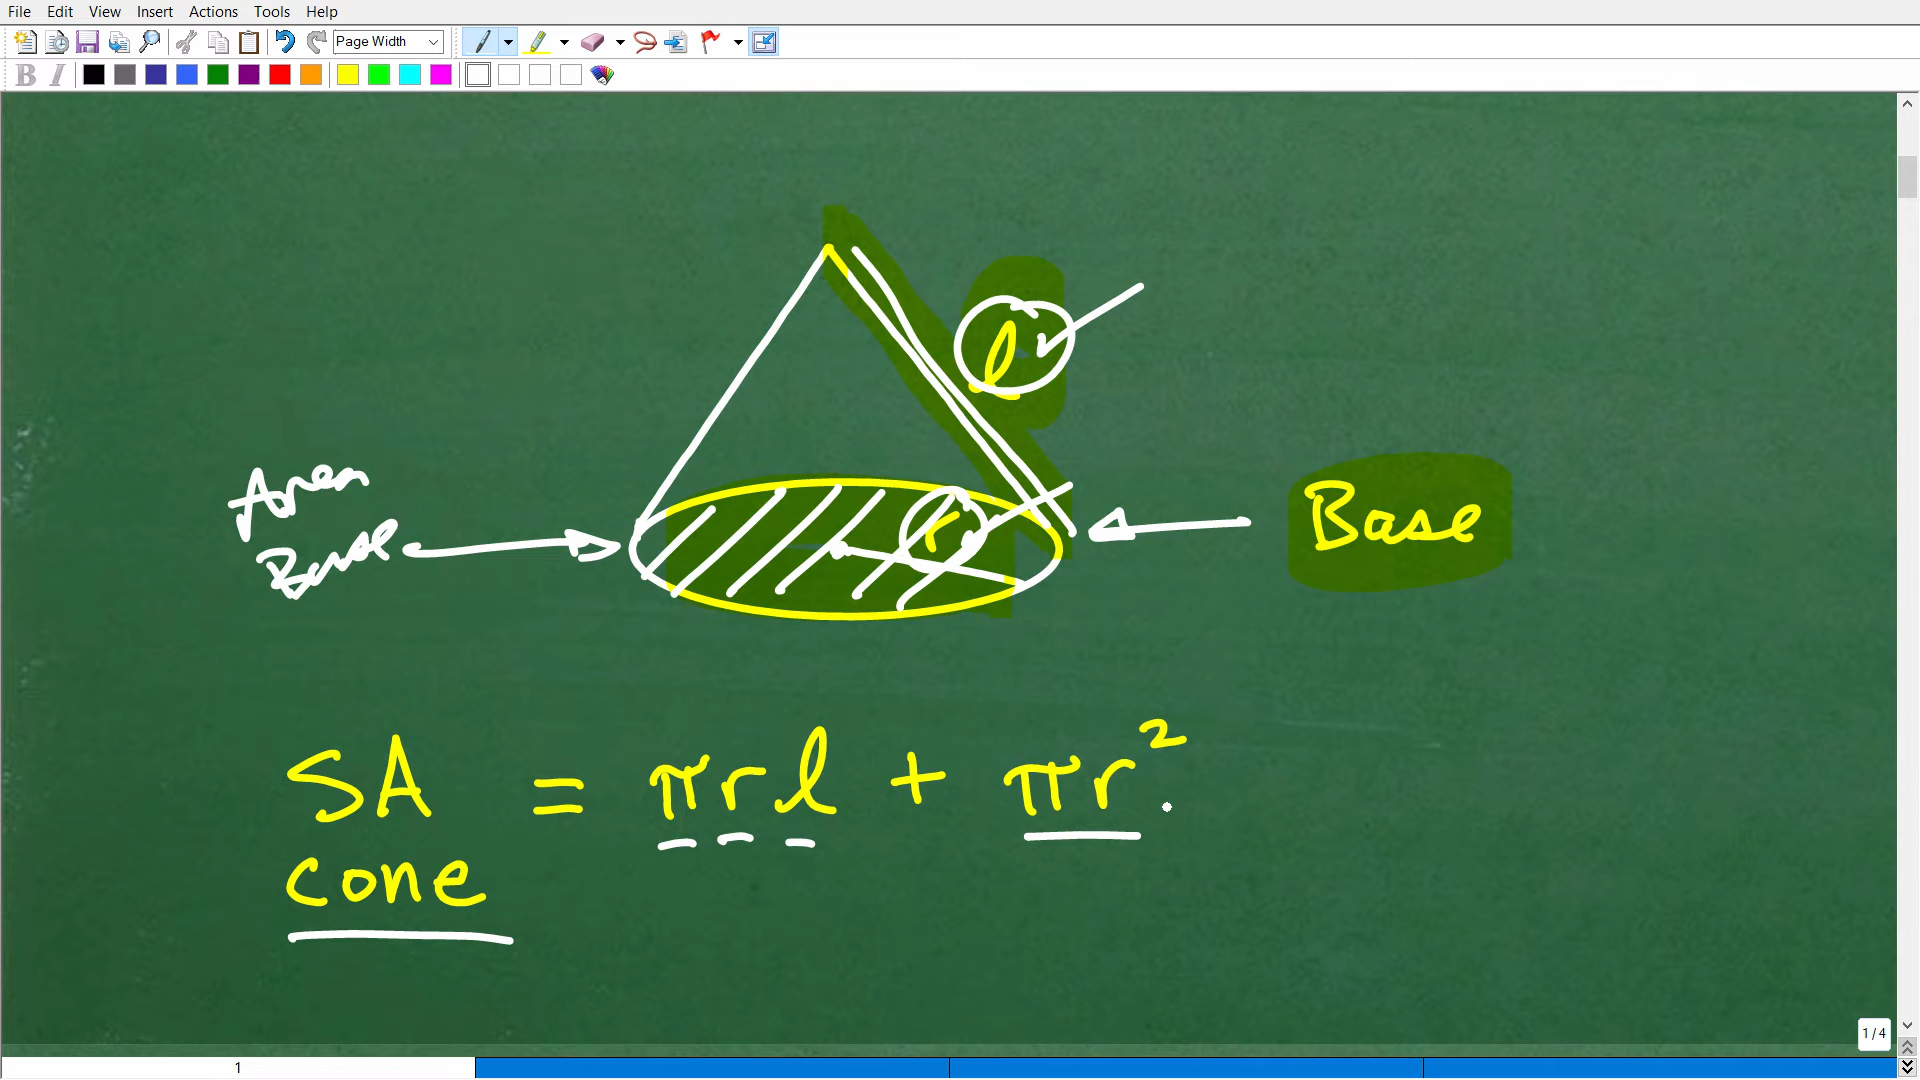 File Edit View Insert Actions Tools Help
Page Width
B I
l
Area
Base
r
Base
SA = πrl + πr²
cone
1 / 4
1